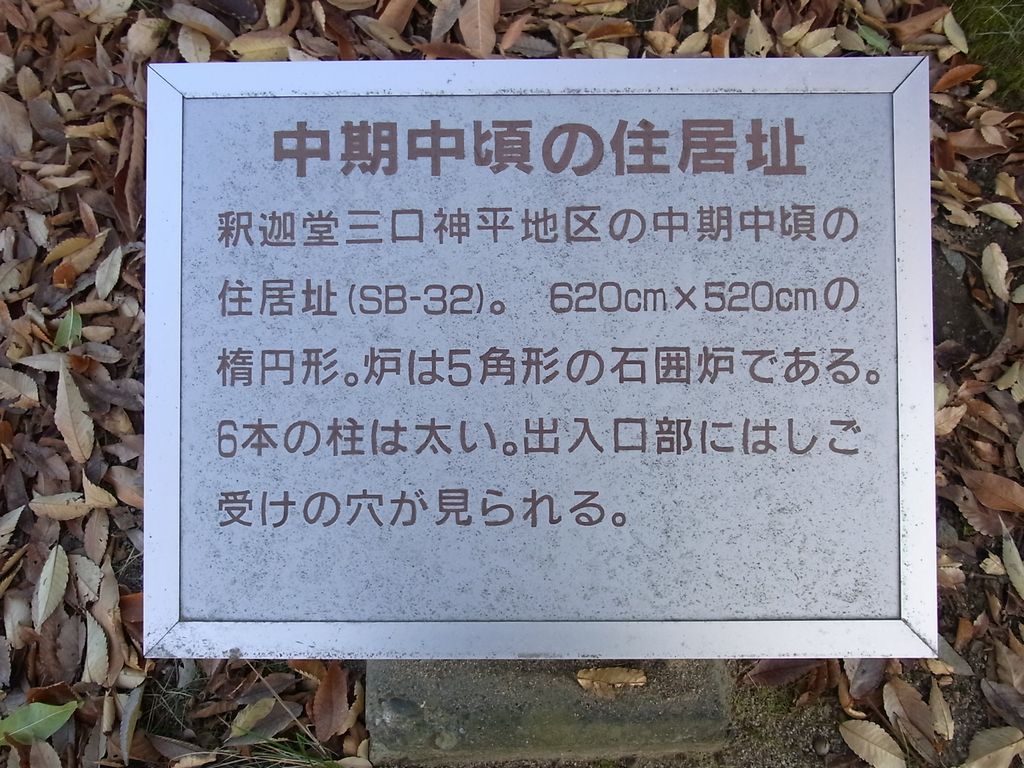 中期中頃の住居址
釈迦堂三口神平地区の中期中頃の
住居址(SB-32)。 620cm×520cmの
楕円形。炉は5角形の石囲炉である。
6本の柱は太い。出入口部にはしご
受けの穴が見られる。